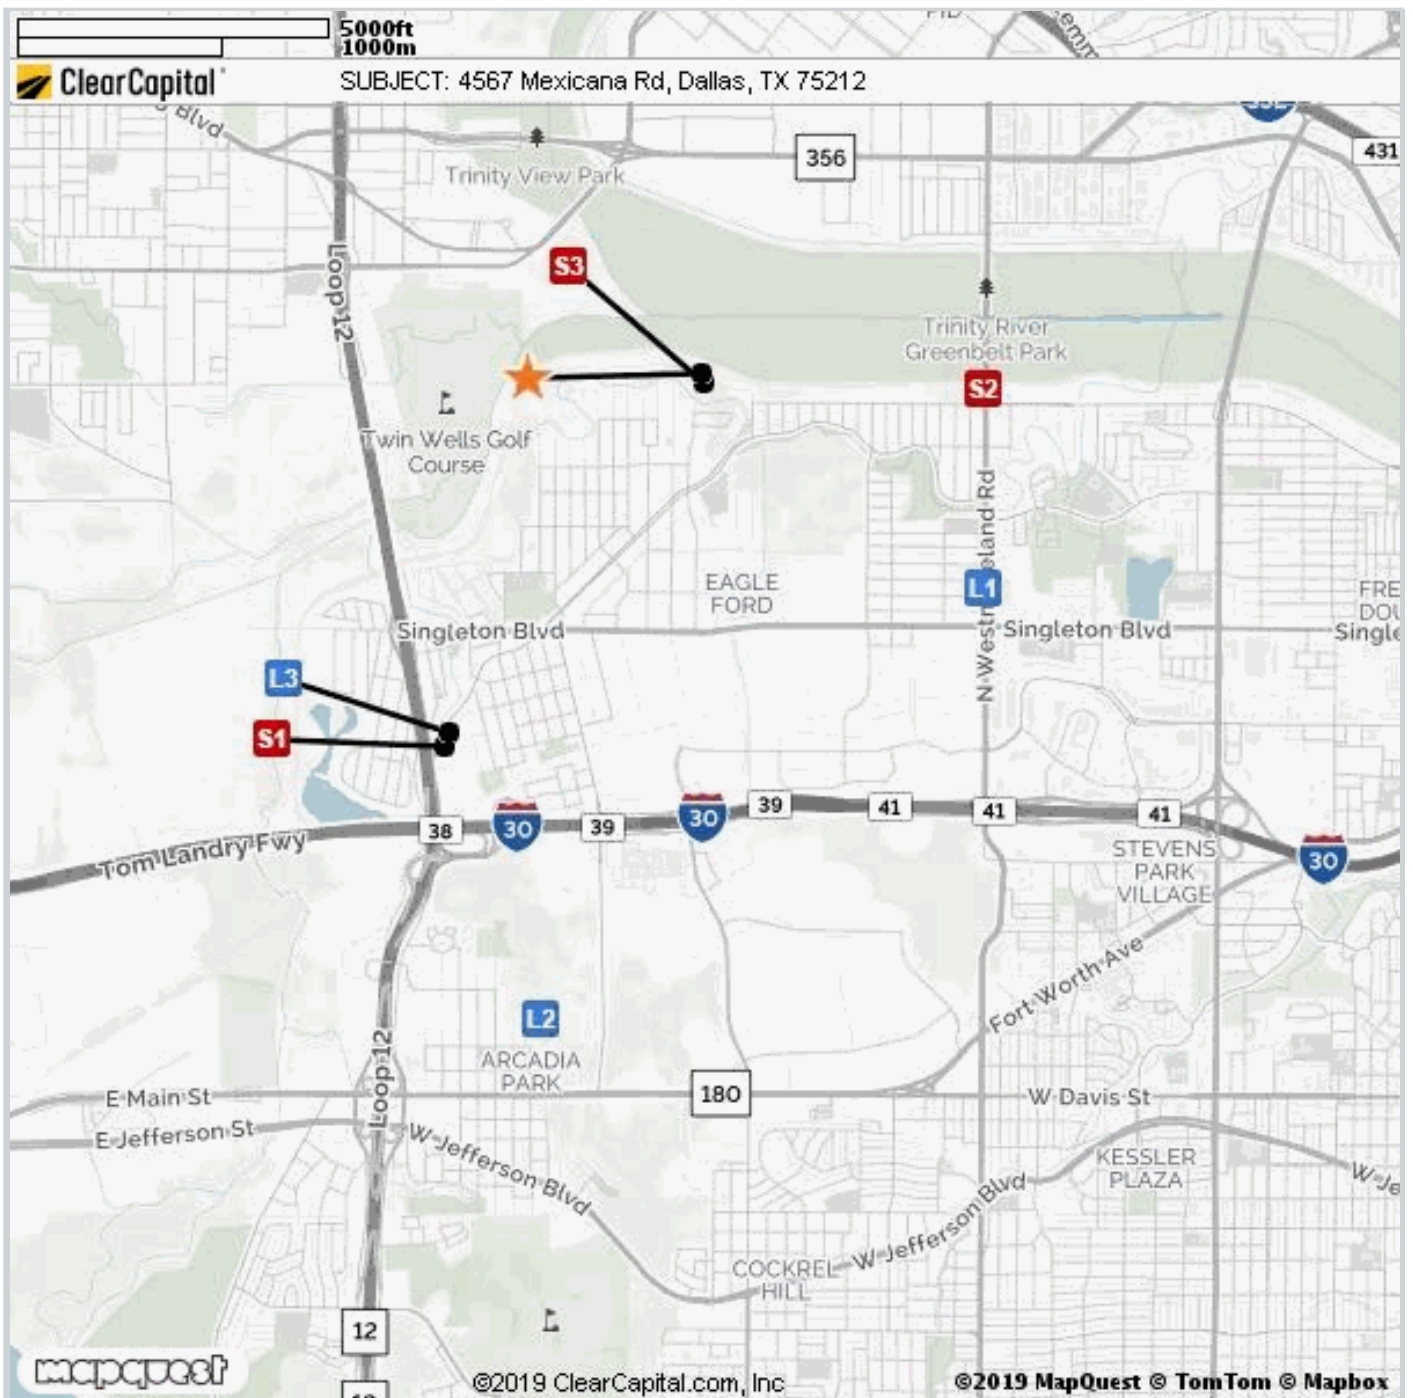 5000ft
1000m
ClearCapital
SUBJECT: 4567 Mexicana Rd, Dallas, TX 75212
Blvd
356
431
Trinity View Park
Loop 12
S3
Trinity River
Greenbelt Park
S2
Twin Wells Golf
Course
N Westmoreland Rd
EAGLE
FORD
L1
Singleton Blvd
Singleton Blvd
L3
S1
38
30
39
30
39
41
41
41
30
Tom Landry Fwy
STEVENS
PARK
VILLAGE
Fort Worth Ave
L2
ARCADIA
PARK
Loop 12
180
E Main St
W Davis St
E Jefferson St
W Jefferson Blvd
KESSLER
PLAZA
W Jefferson Blvd
COCKREL
HILL
12
mapquest
©2019 ClearCapital.com, Inc
©2019 MapQuest © TomTom © Mapbox